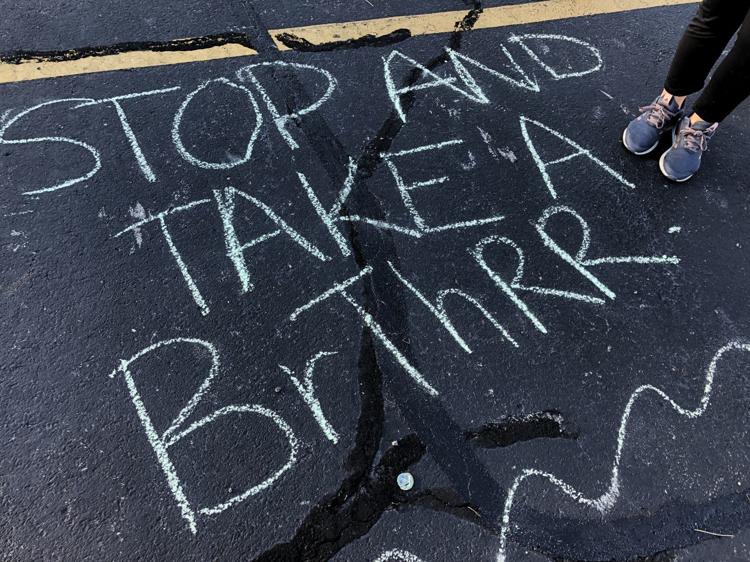 STOP AND
TAKE A
BrThRR